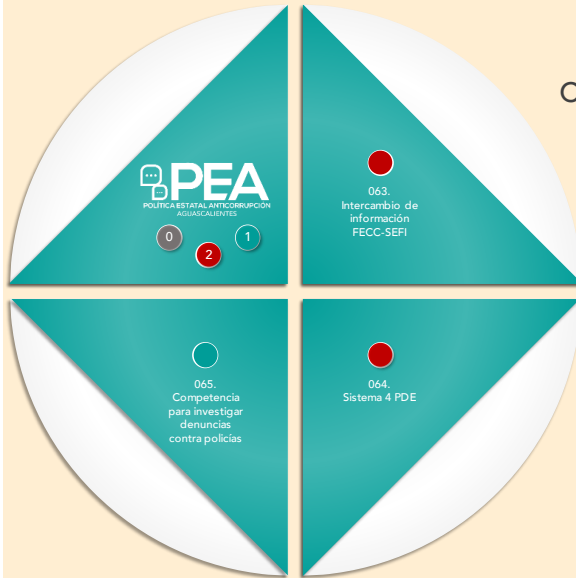 PEA
POLÍTICA ESTATAL ANTICORRUPCIÓN
AGUASCALIENTES
0
2
1
063.
Intercambio de
información
FECC-SEFI
065.
Competencia
para investigar
denuncias
contra policías
064.
Sistema 4 PDE